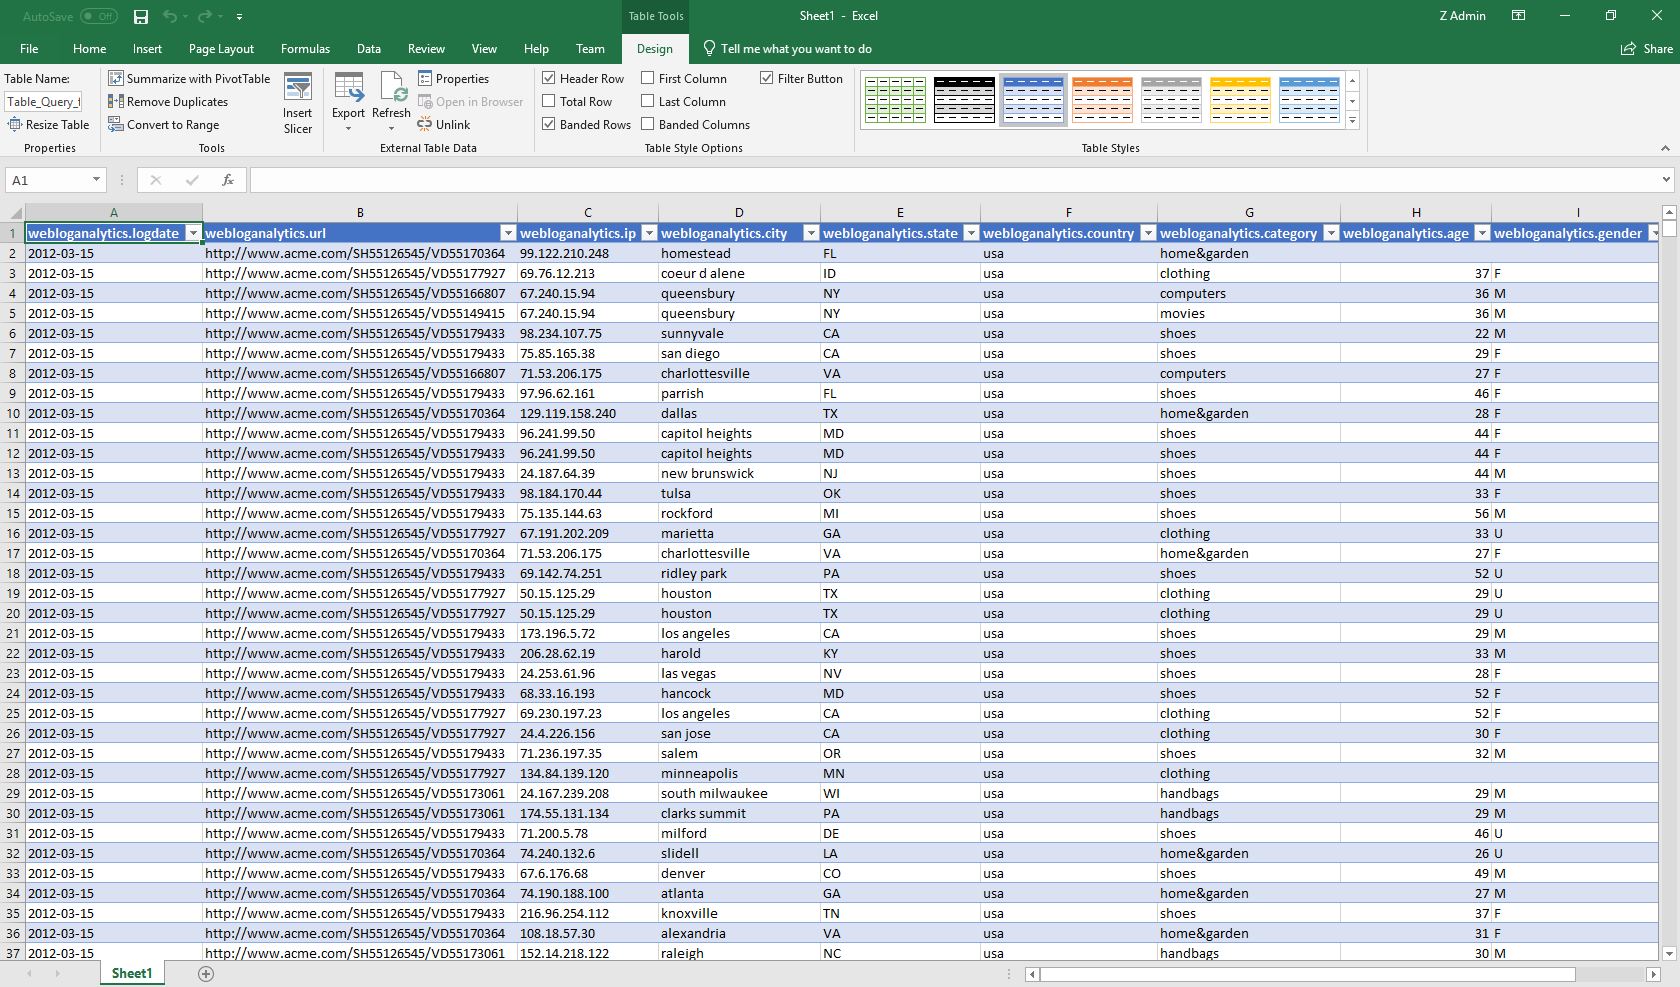 AutoSave Off Table Tools Sheet1 - Excel Z Admin
File Home Insert Page Layout Formulas Data Review View Help Team Design Tell me what you want to do Share
Table Name: Summarize with PivotTable Properties Header Row First Column Filter Button
Table_Query_f Remove Duplicates Insert Slicer Export Refresh Open in Browser Total Row Last Column
Resize Table Convert to Range Unlink Banded Rows Banded Columns
Properties Tools External Table Data Table Style Options Table Styles
A1 fx
A B C D E F G H I
1 webloganalytics.logdate webloganalytics.url webloganalytics.ip webloganalytics.city webloganalytics.state webloganalytics.country webloganalytics.category webloganalytics.age webloganalytics.gender
2 2012-03-15 http://www.acme.com/SH55126545/VD55170364 99.122.210.248 homestead FL usa home&garden
3 2012-03-15 http://www.acme.com/SH55126545/VD55177927 69.76.12.213 coeur d alene ID usa clothing 37 F
4 2012-03-15 http://www.acme.com/SH55126545/VD55166807 67.240.15.94 queensbury NY usa computers 36 M
5 2012-03-15 http://www.acme.com/SH55126545/VD55149415 67.240.15.94 queensbury NY usa movies 36 M
6 2012-03-15 http://www.acme.com/SH55126545/VD55179433 98.234.107.75 sunnyvale CA usa shoes 22 M
7 2012-03-15 http://www.acme.com/SH55126545/VD55179433 75.85.165.38 san diego CA usa shoes 29 F
8 2012-03-15 http://www.acme.com/SH55126545/VD55166807 71.53.206.175 charlottesville VA usa computers 27 F
9 2012-03-15 http://www.acme.com/SH55126545/VD55179433 97.96.62.161 parrish FL usa shoes 46 F
10 2012-03-15 http://www.acme.com/SH55126545/VD55170364 129.119.158.240 dallas TX usa home&garden 28 F
11 2012-03-15 http://www.acme.com/SH55126545/VD55179433 96.241.99.50 capitol heights MD usa shoes 44 F
12 2012-03-15 http://www.acme.com/SH55126545/VD55179433 96.241.99.50 capitol heights MD usa shoes 44 F
13 2012-03-15 http://www.acme.com/SH55126545/VD55179433 24.187.64.39 new brunswick NJ usa shoes 44 M
14 2012-03-15 http://www.acme.com/SH55126545/VD55179433 98.184.170.44 tulsa OK usa shoes 33 F
15 2012-03-15 http://www.acme.com/SH55126545/VD55179433 75.135.144.63 rockford MI usa shoes 56 M
16 2012-03-15 http://www.acme.com/SH55126545/VD55177927 67.191.202.209 marietta GA usa clothing 33 U
17 2012-03-15 http://www.acme.com/SH55126545/VD55170364 71.53.206.175 charlottesville VA usa home&garden 27 F
18 2012-03-15 http://www.acme.com/SH55126545/VD55179433 69.142.74.251 ridley park PA usa shoes 52 U
19 2012-03-15 http://www.acme.com/SH55126545/VD55177927 50.15.125.29 houston TX usa clothing 29 U
20 2012-03-15 http://www.acme.com/SH55126545/VD55177927 50.15.125.29 houston TX usa clothing 29 U
21 2012-03-15 http://www.acme.com/SH55126545/VD55179433 173.196.5.72 los angeles CA usa shoes 29 M
22 2012-03-15 http://www.acme.com/SH55126545/VD55179433 206.28.62.19 harold KY usa shoes 33 M
23 2012-03-15 http://www.acme.com/SH55126545/VD55179433 24.253.61.96 las vegas NV usa shoes 28 F
24 2012-03-15 http://www.acme.com/SH55126545/VD55179433 68.33.16.193 hancock MD usa shoes 52 F
25 2012-03-15 http://www.acme.com/SH55126545/VD55177927 69.230.197.23 los angeles CA usa clothing 52 F
26 2012-03-15 http://www.acme.com/SH55126545/VD55177927 24.4.226.156 san jose CA usa clothing 30 F
27 2012-03-15 http://www.acme.com/SH55126545/VD55179433 71.236.197.35 salem OR usa shoes 32 M
28 2012-03-15 http://www.acme.com/SH55126545/VD55177927 134.84.139.120 minneapolis MN usa clothing
29 2012-03-15 http://www.acme.com/SH55126545/VD55173061 24.167.239.208 south milwaukee WI usa handbags 29 M
30 2012-03-15 http://www.acme.com/SH55126545/VD55173061 174.55.131.134 clarks summit PA usa handbags 29 M
31 2012-03-15 http://www.acme.com/SH55126545/VD55179433 71.200.5.78 milford DE usa shoes 46 U
32 2012-03-15 http://www.acme.com/SH55126545/VD55170364 74.240.132.6 slidell LA usa home&garden 26 U
33 2012-03-15 http://www.acme.com/SH55126545/VD55179433 67.6.176.68 denver CO usa shoes 49 M
34 2012-03-15 http://www.acme.com/SH55126545/VD55170364 74.190.188.100 atlanta GA usa home&garden 27 M
35 2012-03-15 http://www.acme.com/SH55126545/VD55179433 216.96.254.112 knoxville TN usa shoes 37 F
36 2012-03-15 http://www.acme.com/SH55126545/VD55170364 108.18.57.30 alexandria VA usa home&garden 31 F
37 2012-03-15 http://www.acme.com/SH55126545/VD55173061 152.14.218.122 raleigh NC usa handbags 30 M
Sheet1